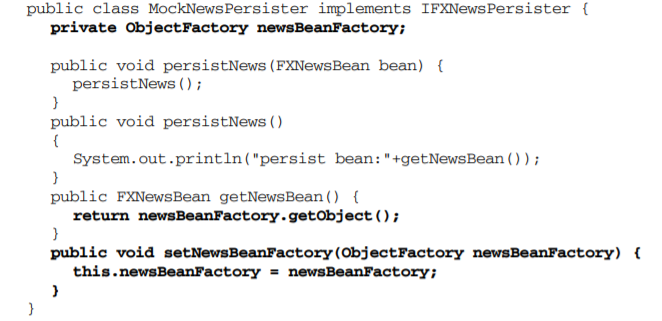 public class MockNewsPersister implements IFXNewsPersister {
private ObjectFactory newsBeanFactory;
public void persistNews(FXNewsBean bean) {
persistNews();
}
public void persistNews()
{
System.out.println("persist bean:"+getNewsBean());
}
public FXNewsBean getNewsBean() {
return newsBeanFactory.getObject();
}
public void setNewsBeanFactory(ObjectFactory newsBeanFactory) {
this.newsBeanFactory = newsBeanFactory;
}
}